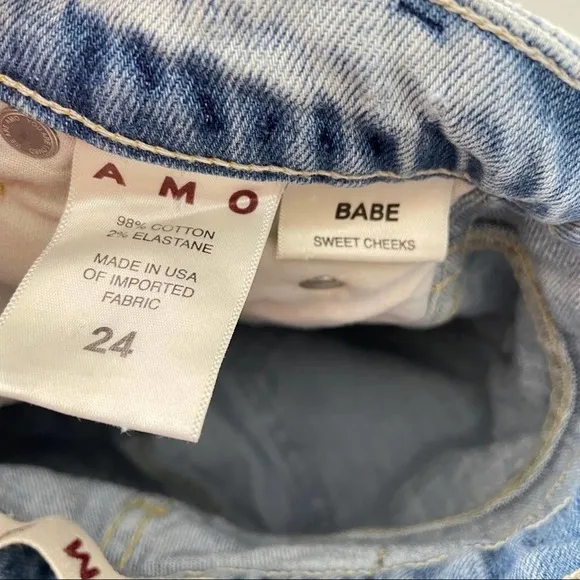 AMO
98% COTTON
2% ELASTANE
MADE IN USA
OF IMPORTED
FABRIC
24
BABE
SWEET CHEEKS
M